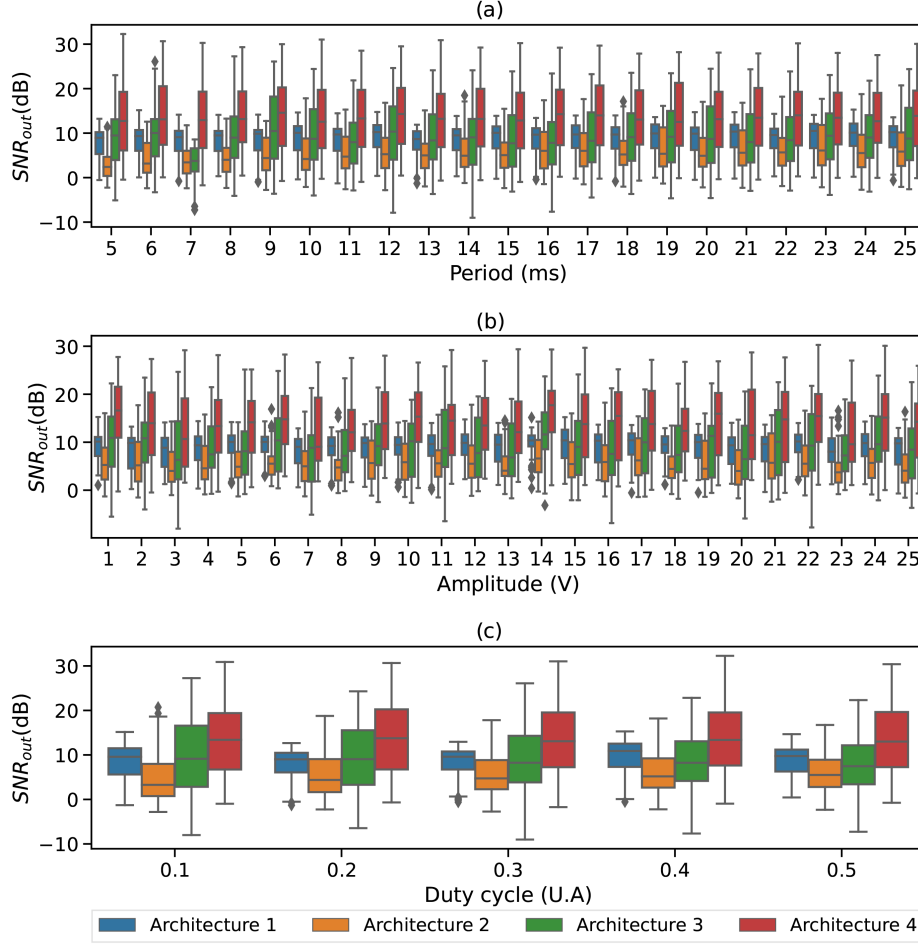 (a)
30
20
10
0
−10
SNR_out(dB)
5 6 7 8 9 10 11 12 13 14 15 16 17 18 19 20 21 22 23 24 25
Period (ms)
(b)
30
20
10
0
SNR_out(dB)
1 2 3 4 5 6 7 8 9 10 11 12 13 14 15 16 17 18 19 20 21 22 23 24 25
Amplitude (V)
(c)
30
20
10
0
−10
SNR_out(dB)
0.1 0.2 0.3 0.4 0.5
Duty cycle (U.A)
Architecture 1 Architecture 2 Architecture 3 Architecture 4